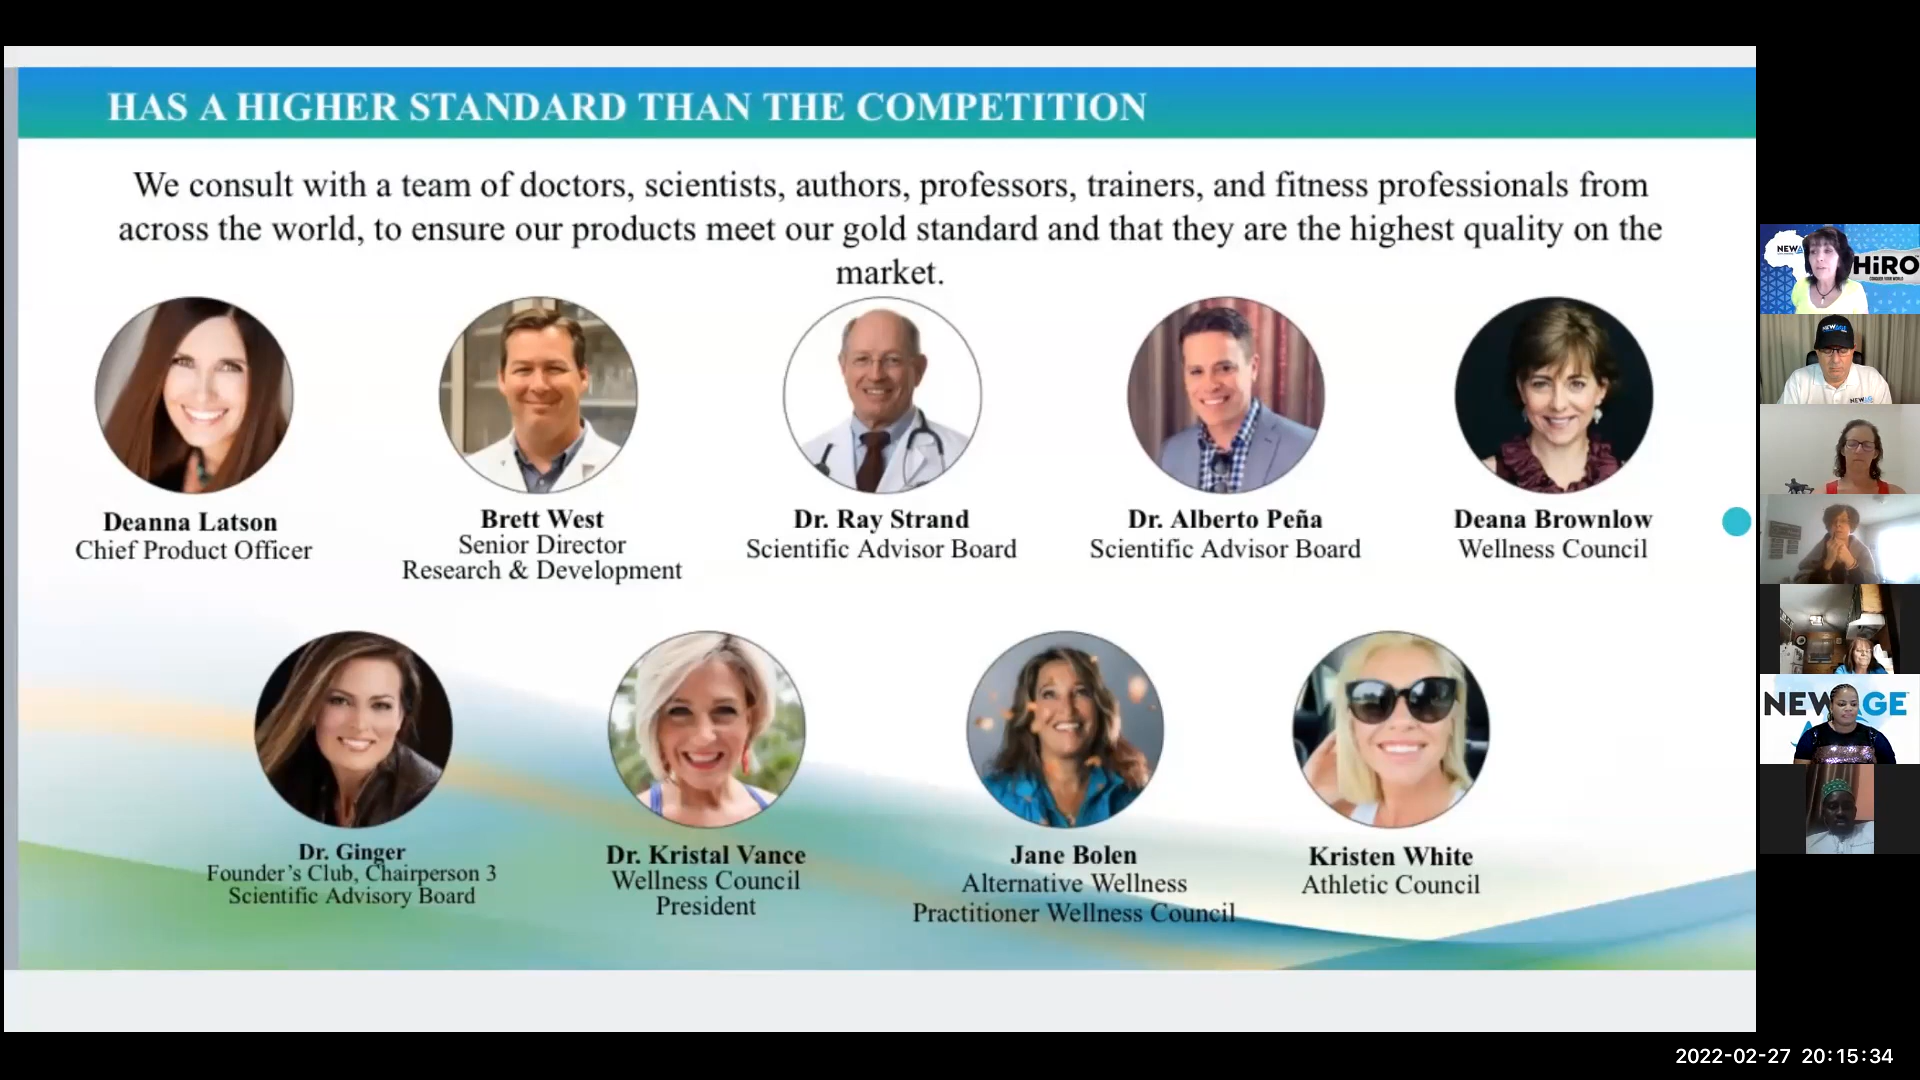 HAS A HIGHER STANDARD THAN THE COMPETITION
We consult with a team of doctors, scientists, authors, professors, trainers, and fitness professionals from
across the world, to ensure our products meet our gold standard and that they are the highest quality on the
market.
Deanna Latson
Chief Product Officer
Brett West
Senior Director
Research & Development
Dr. Ray Strand
Scientific Advisor Board
Dr. Alberto Peña
Scientific Advisor Board
Deana Brownlow
Wellness Council
Dr. Ginger
Founder's Club, Chairperson 3
Scientific Advisory Board
Dr. Kristal Vance
Wellness Council
President
Jane Bolen
Alternative Wellness
Practitioner Wellness Council
Kristen White
Athletic Council
HiRO
NEWAGE
2022-02-27 20:15:34